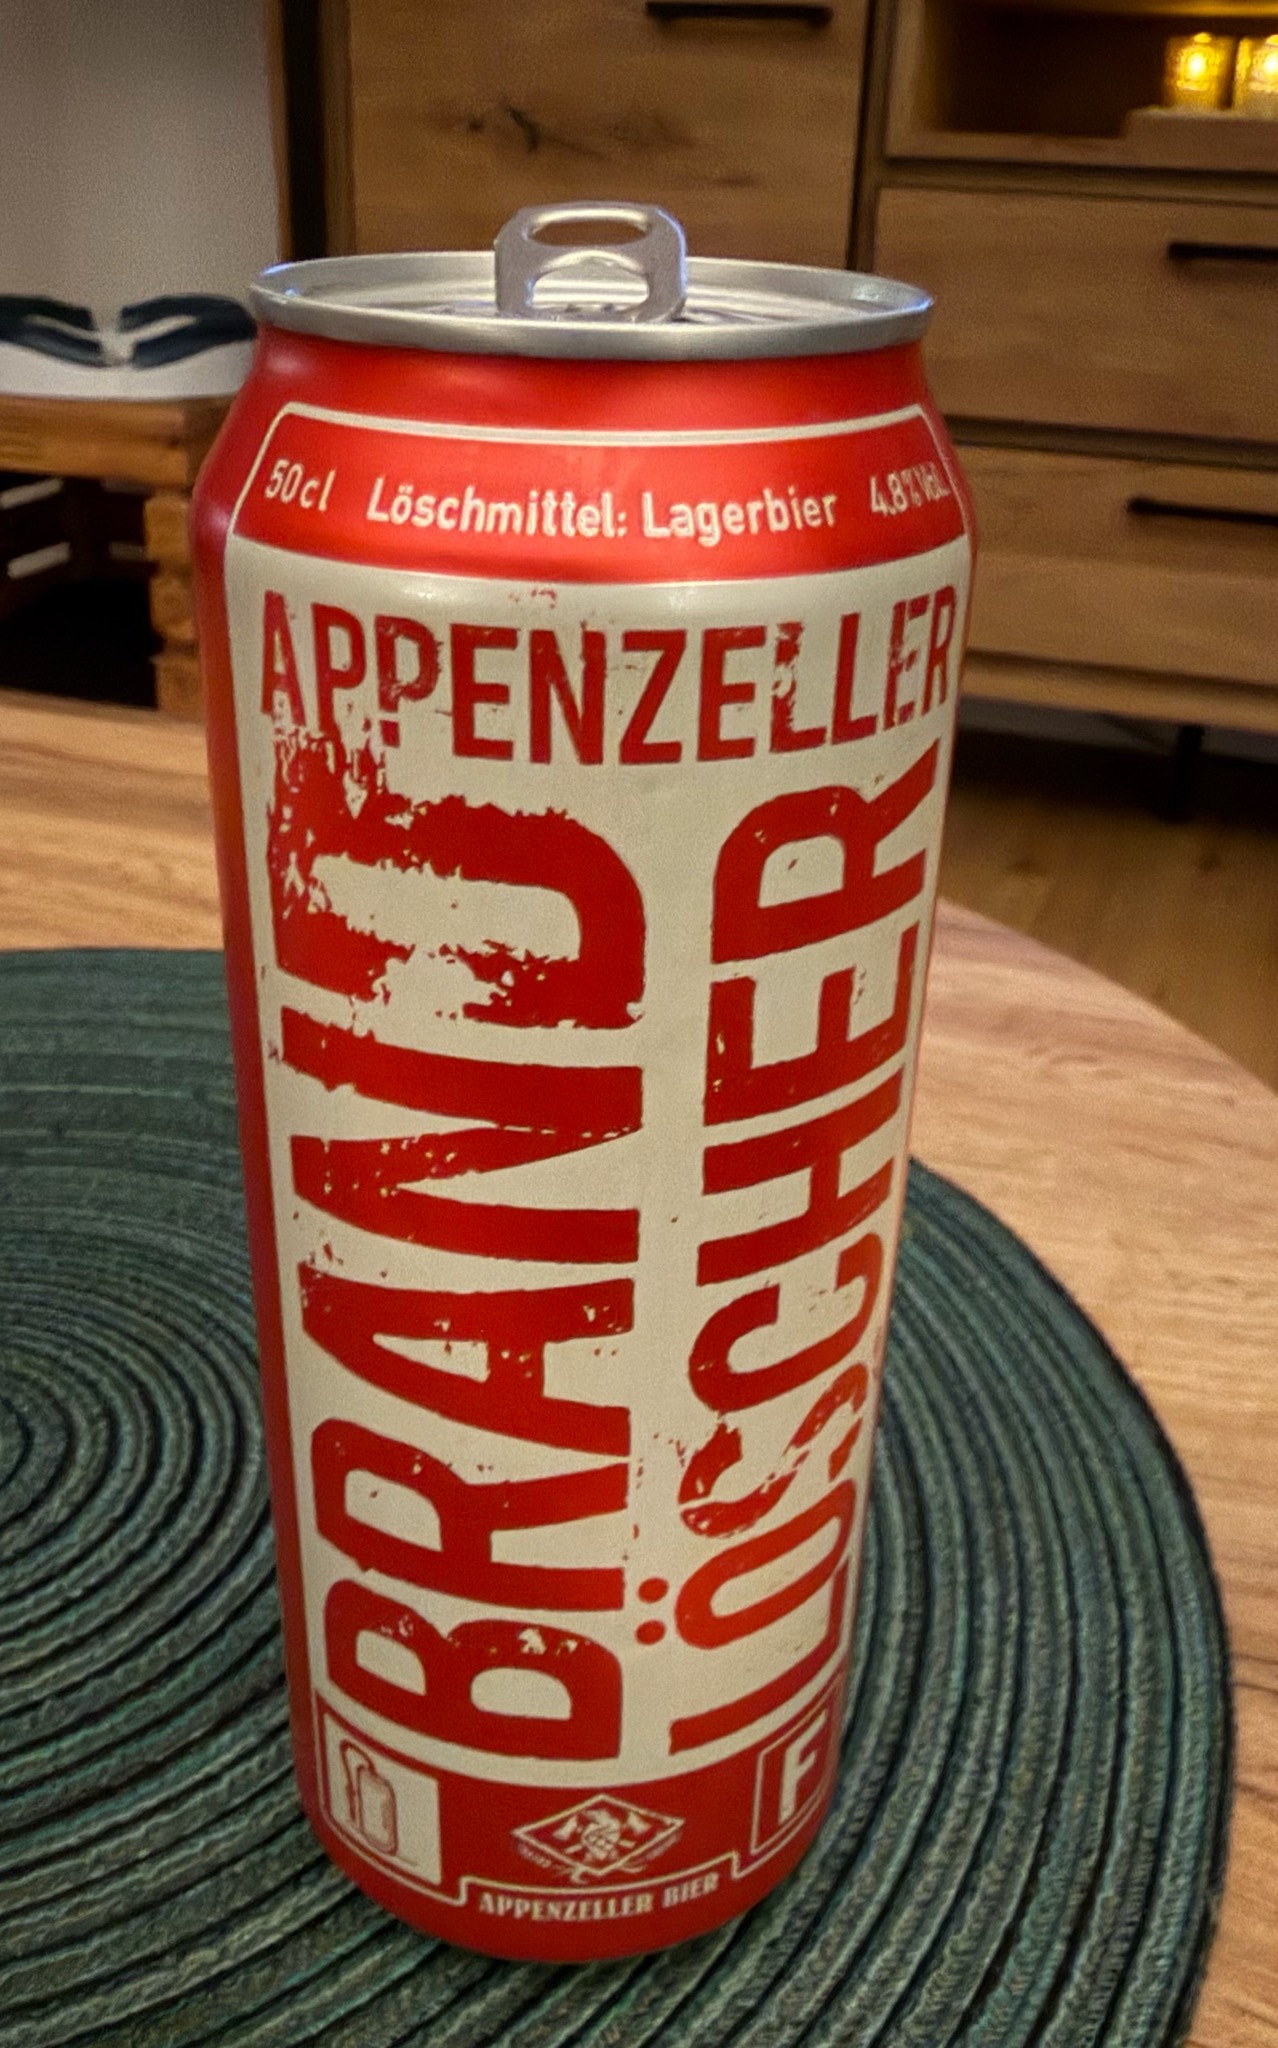 50cl Löschmittel: Lagerbier 4.8% Vol.
APPENZELLER
BRAND
LÖSCHER
F
APPENZELLER BIER